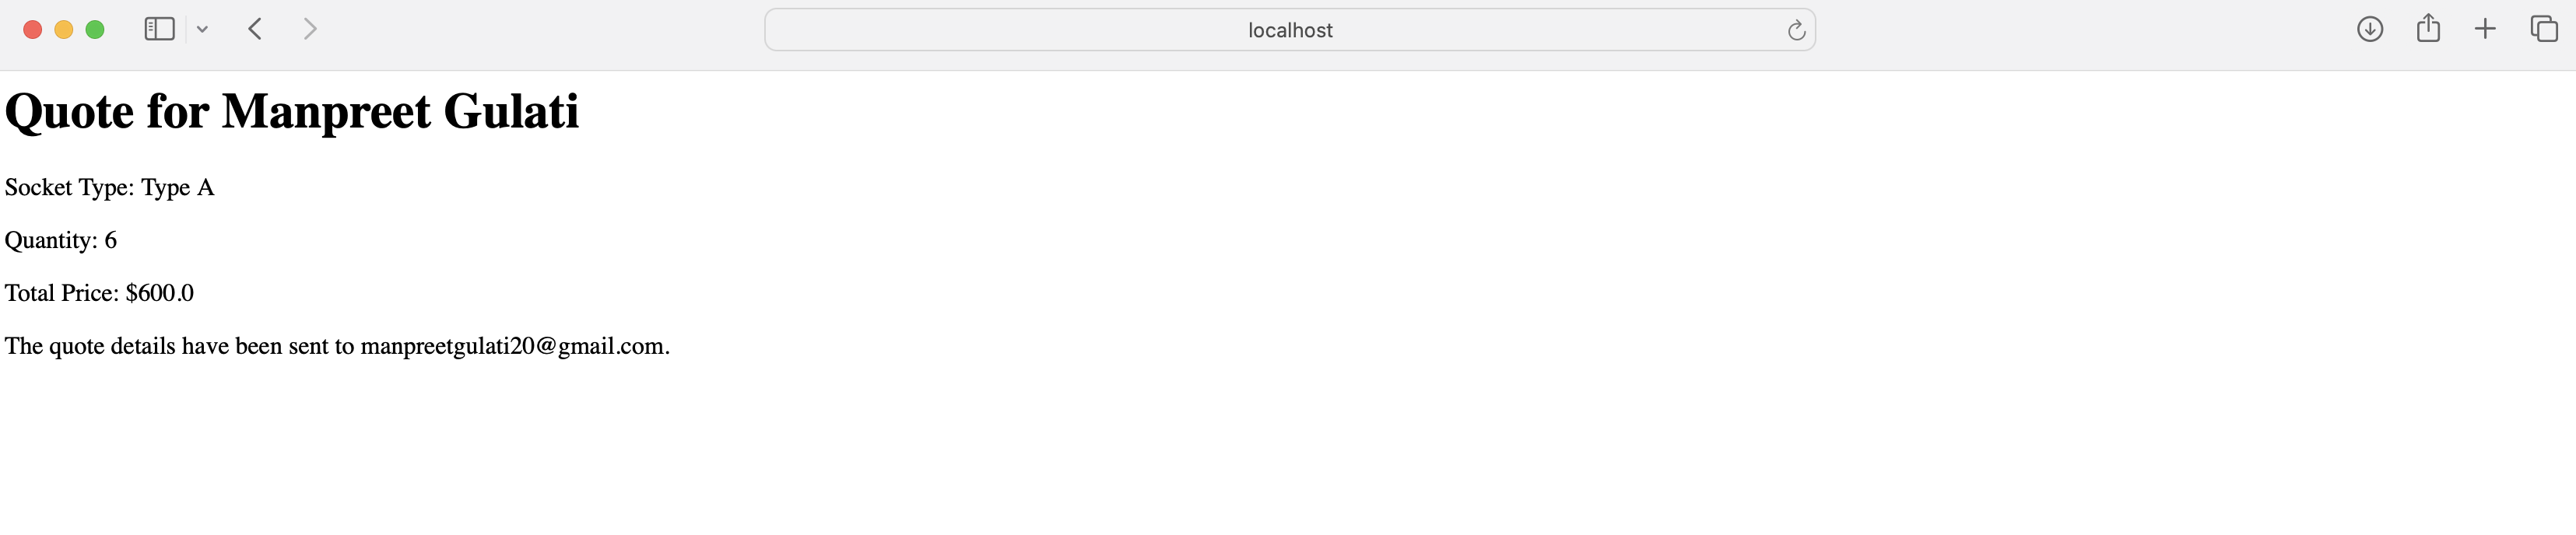 localhost
Quote for Manpreet Gulati
Socket Type: Type A
Quantity: 6
Total Price: $600.0
The quote details have been sent to manpreetgulati20@gmail.com.